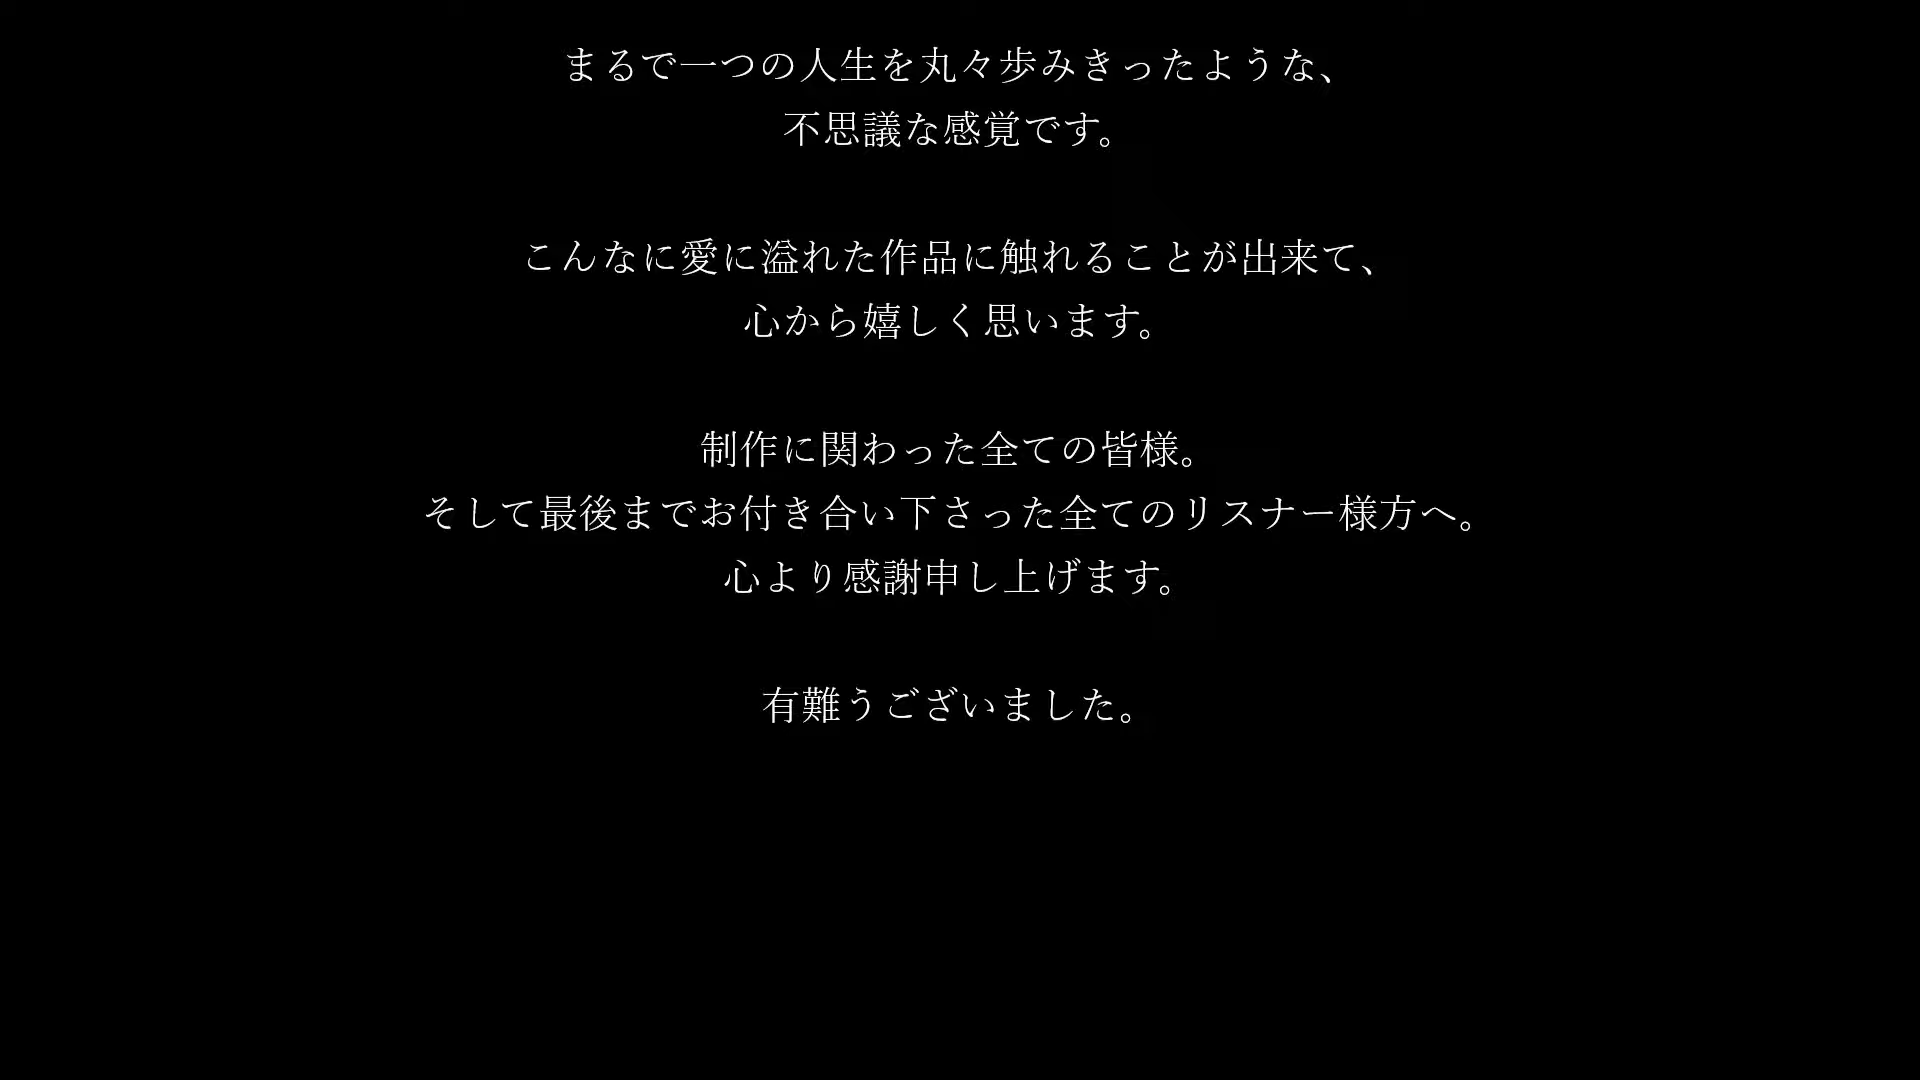 まるで一つの人生を丸々歩みきったような、
不思議な感覚です。
こんなに愛に溢れた作品に触れることが出来て、
心から嬉しく思います。
制作に関わった全ての皆様。
そして最後までお付き合い下さった全てのリスナー様方へ。
心より感謝申し上げます。
有難うございました。